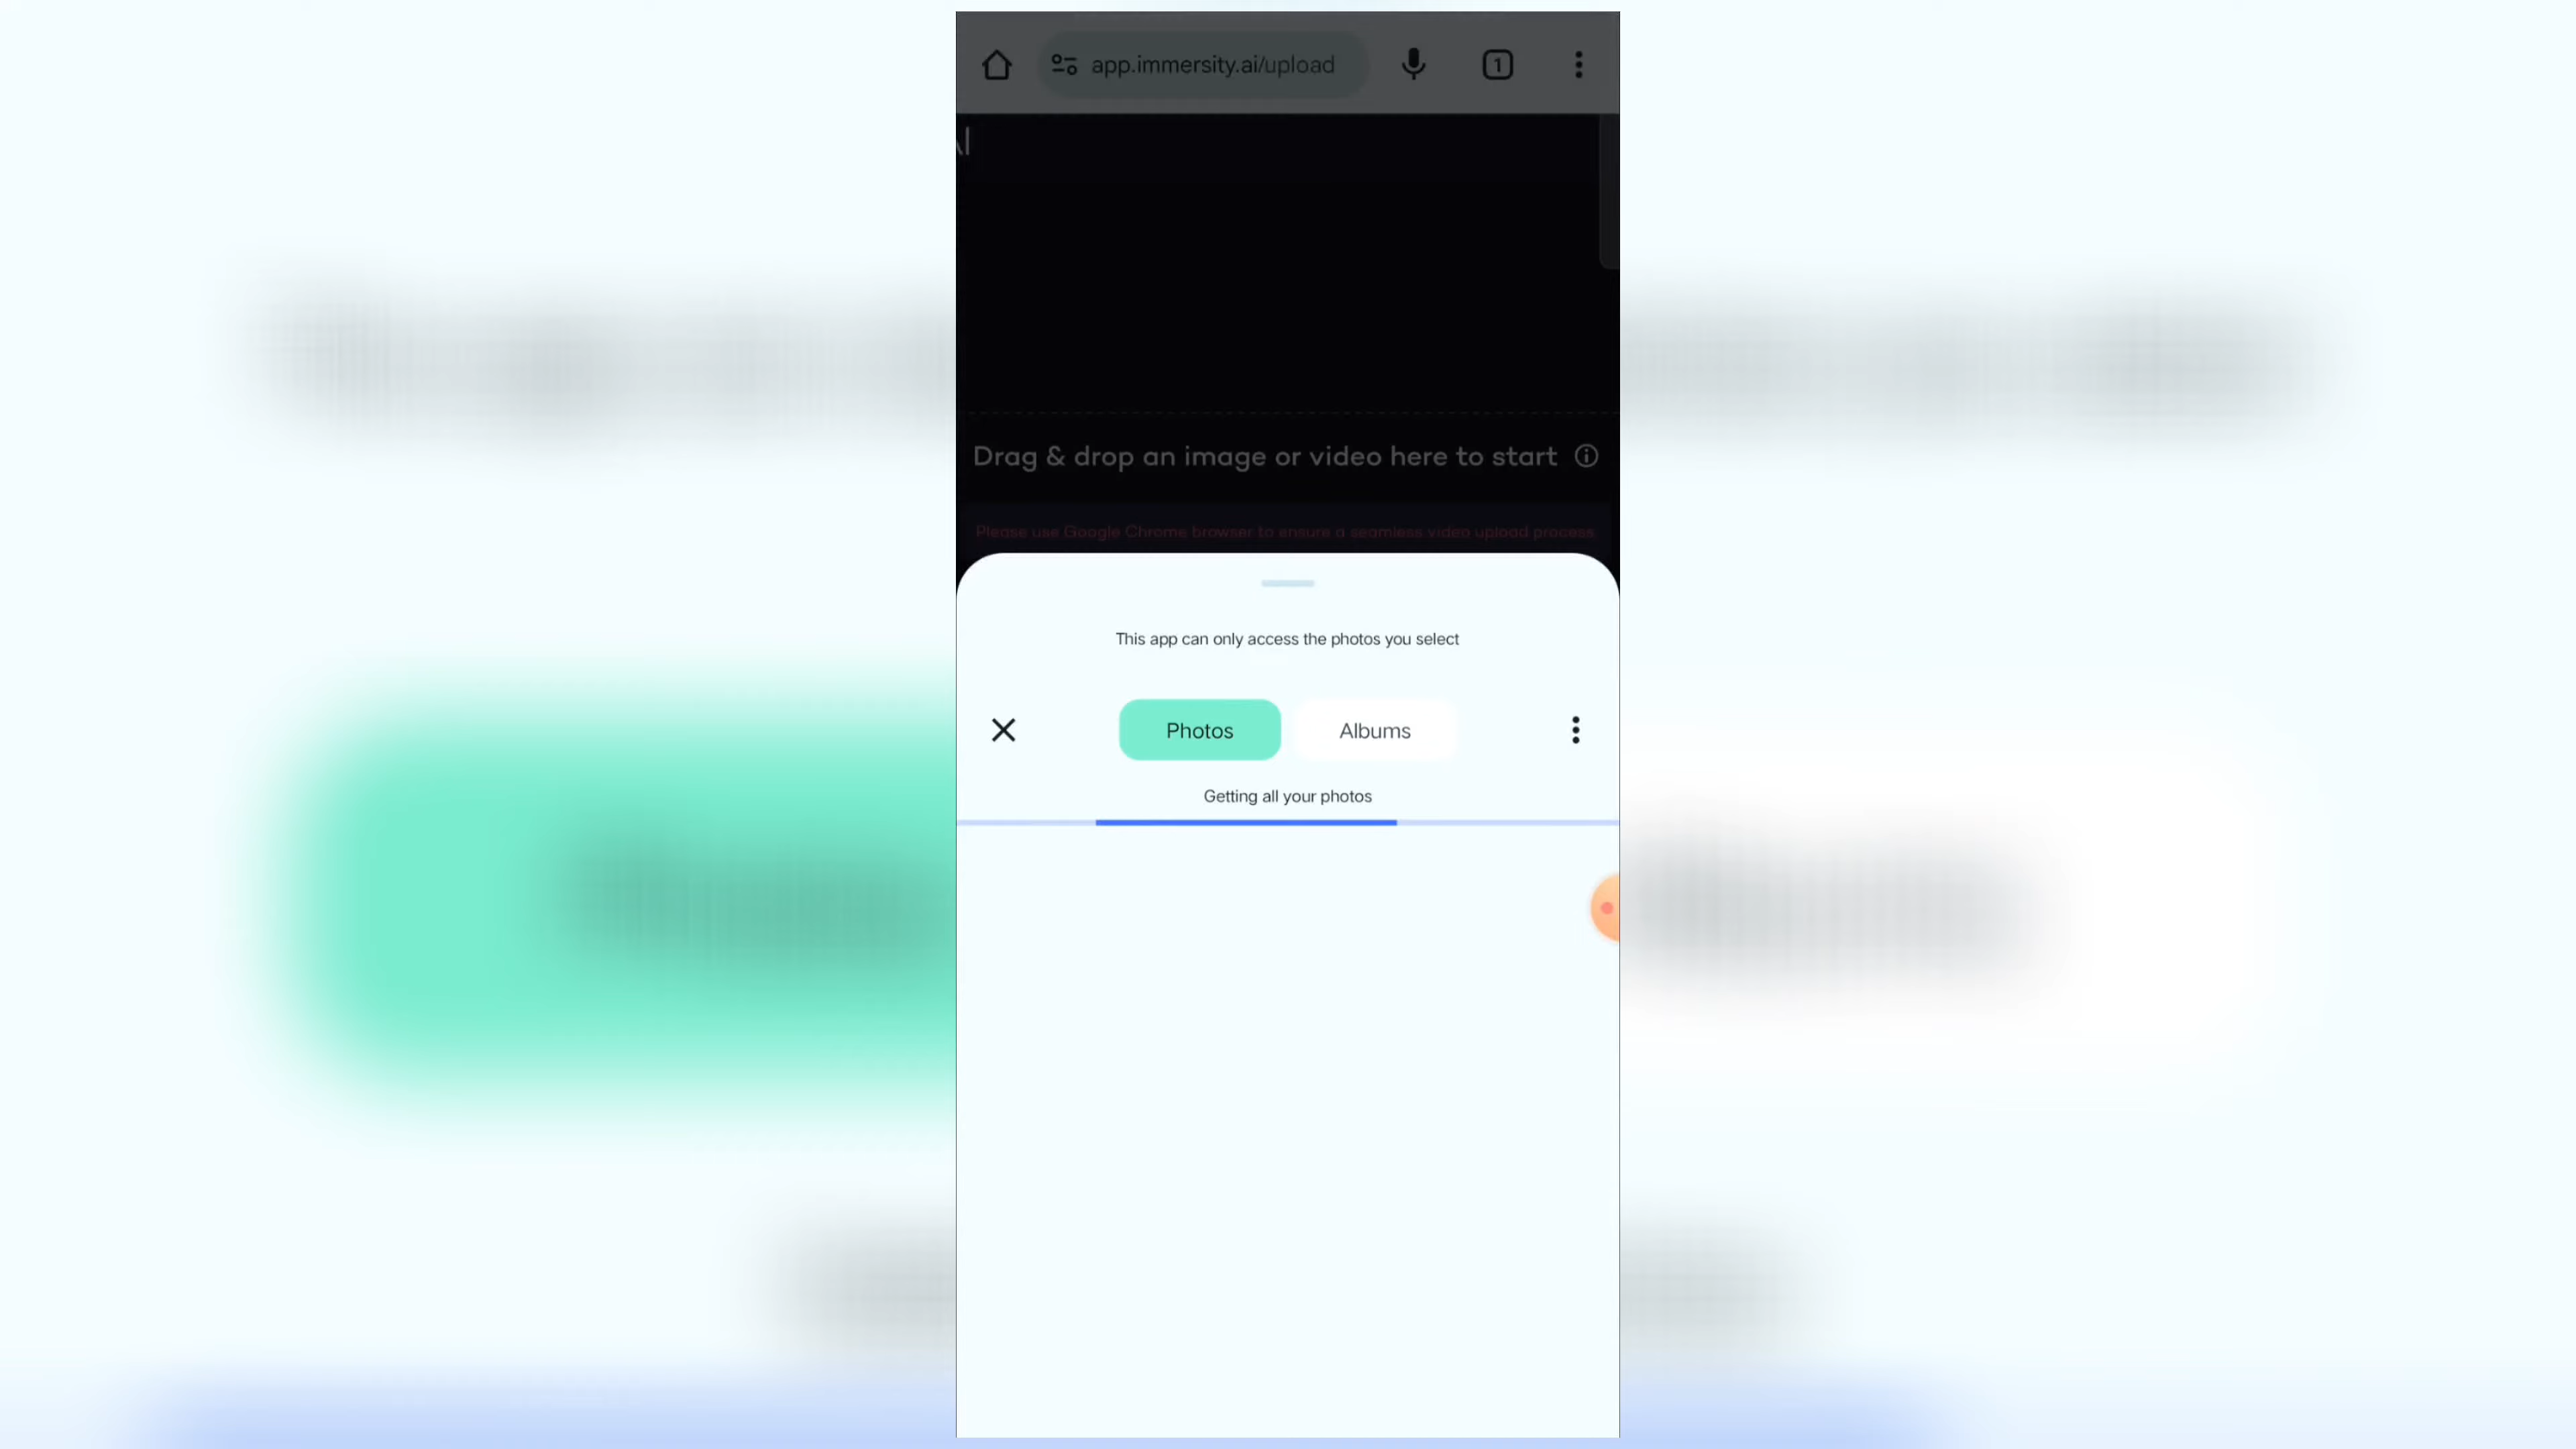 app.immersity.ai/upload
1
AI
Drag & drop an image or video here to start
Please use Google Chrome browser to ensure a seamless video upload process.
This app can only access the photos you select
Photos
Albums
Getting all your photos